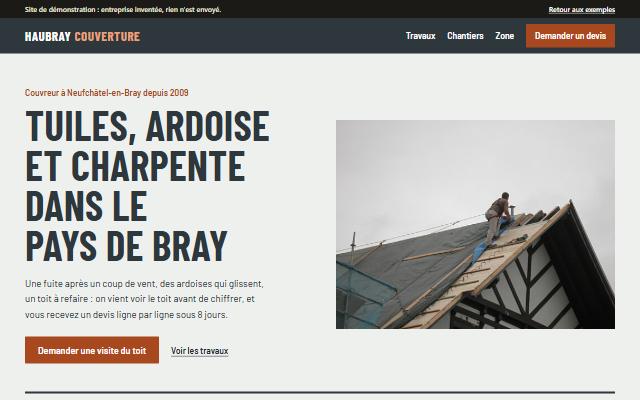 Site de démonstration : entreprise inventée, rien n'est envoyé.
Retour aux exemples
HAUBRAY COUVERTURE
Travaux
Chantiers
Zone
Demander un devis
Couvreur à Neufchâtel-en-Bray depuis 2009
TUILES, ARDOISE
ET CHARPENTE
DANS LE
PAYS DE BRAY
Une fuite après un coup de vent, des ardoises qui glissent,
un toit à refaire : on vient voir le toit avant de chiffrer, et
vous recevez un devis ligne par ligne sous 8 jours.
Demander une visite du toit
Voir les travaux